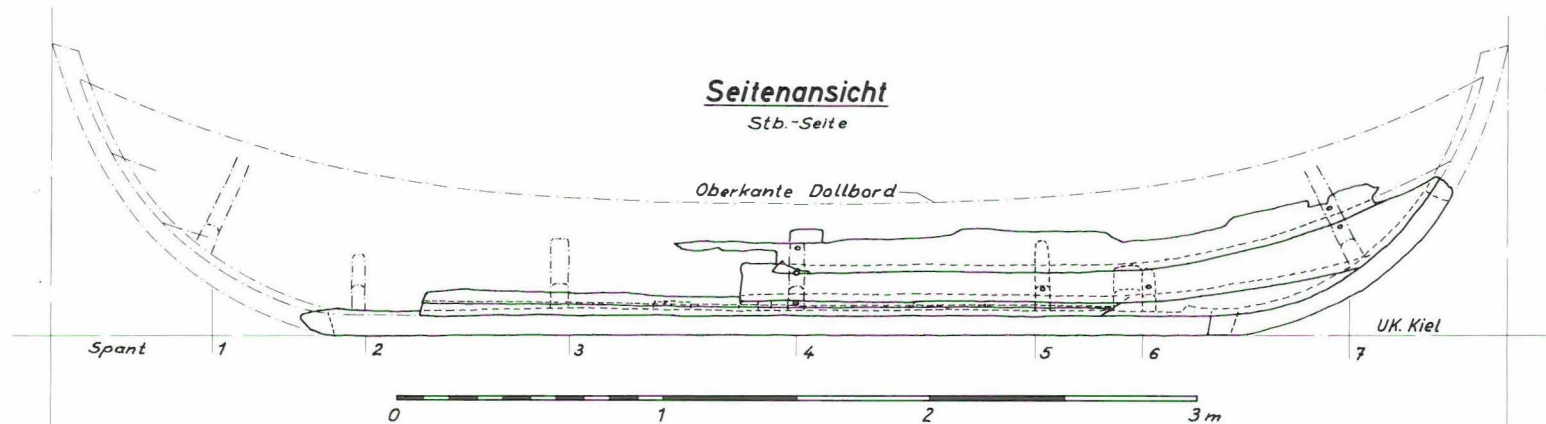 Seitenansicht
Stb.-Seite
Oberkante Dollbord
UK. Kiel
Spant 1 2 3 4 5 6 7
0 1 2 3 m